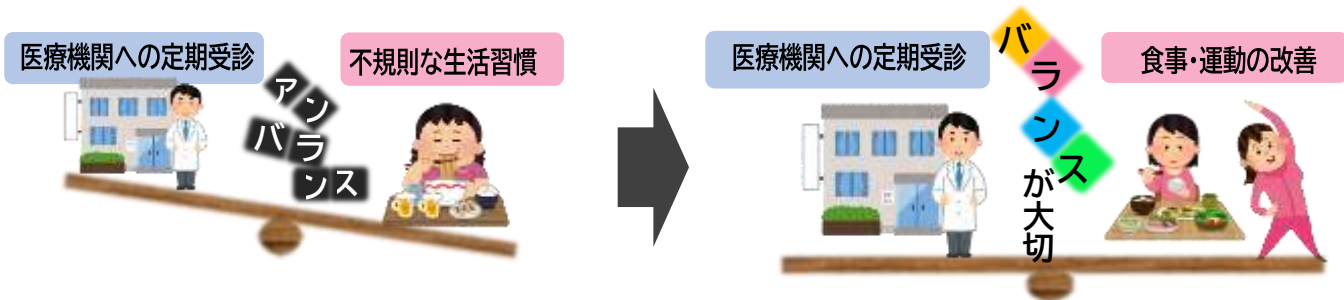 医療機関への定期受診
アンバランス
不規則な生活習慣
医療機関への定期受診
バランスが大切
食事・運動の改善